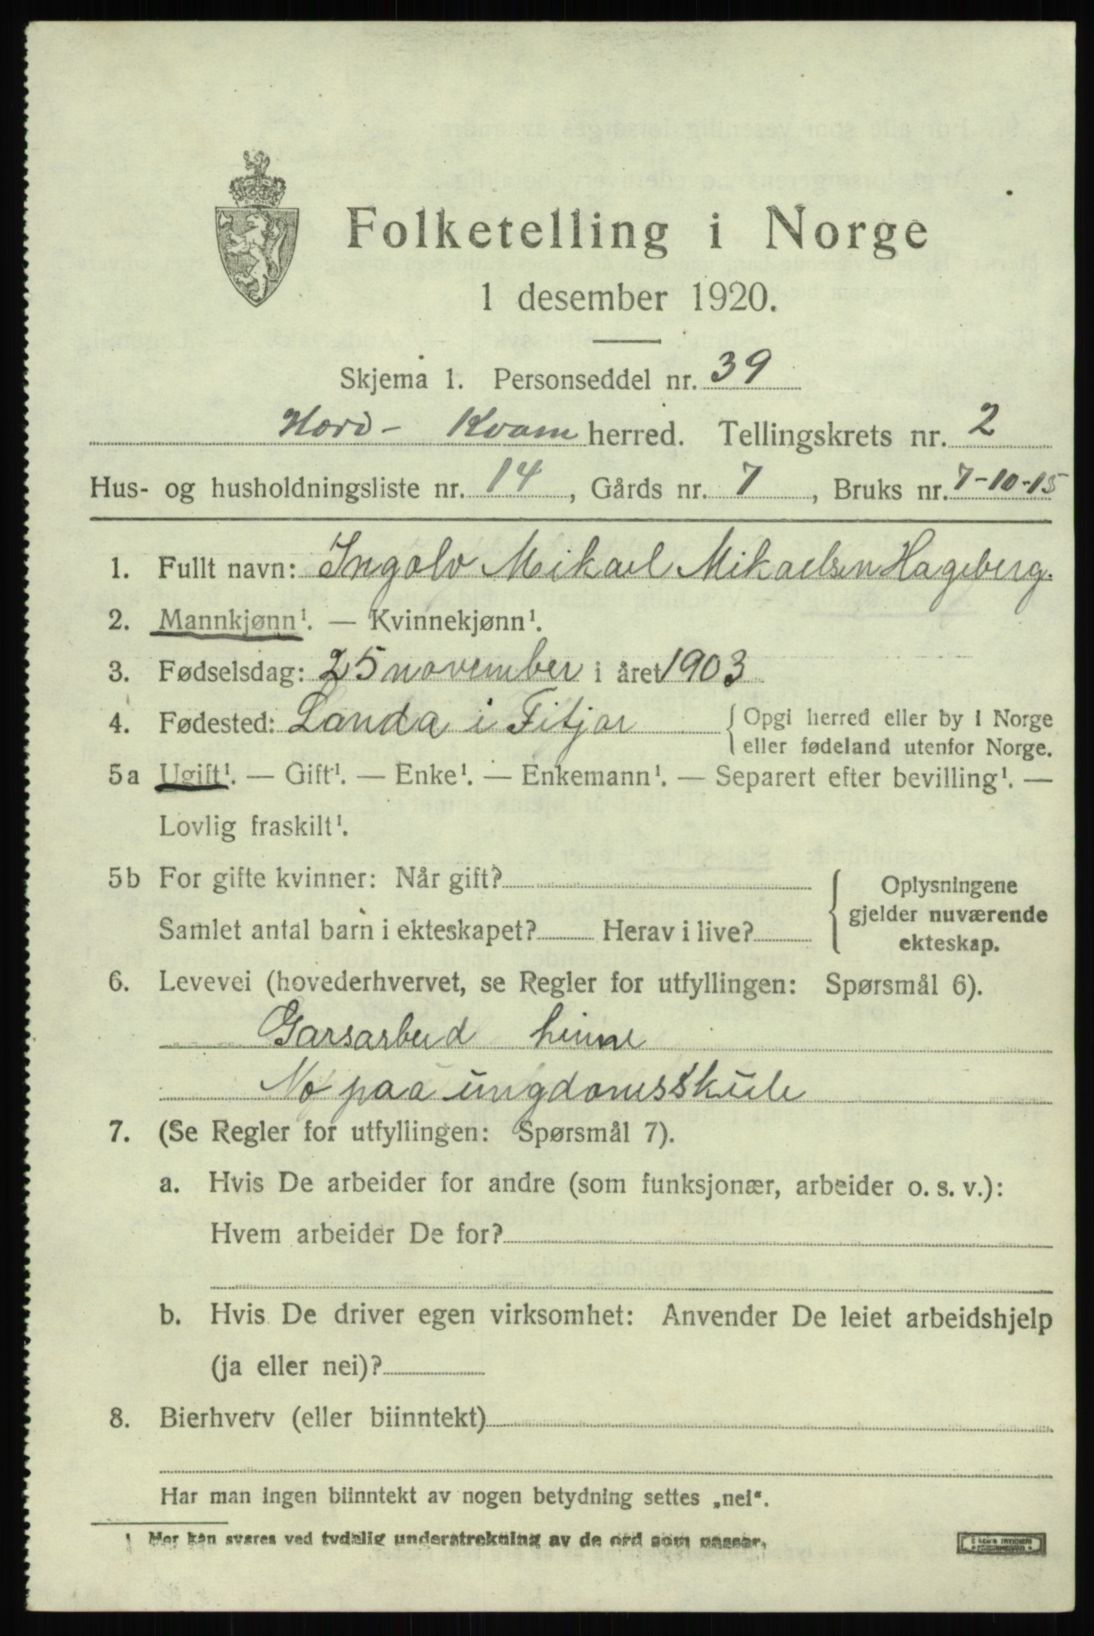 Folketelling i Norge
1 desember 1920.
Skjema 1. Personseddel nr. 39
Hord- Kvam herred. Tellingskrets nr. 2
Hus- og husholdningsliste nr. 14, Gårds nr. 7, Bruks nr. 7-10-15
1. Fullt navn: Ingolv Mikael Mikaelsen Hageberg.
2. Mannkjønn¹. — Kvinnekjønn¹.
3. Fødselsdag: 25 november i året 1903
4. Fødested: Landa i Fitjar { Opgi herred eller by i Norge
eller fødeland utenfor Norge.
5a Ugift¹. — Gift¹. — Enke¹. — Enkemann¹. — Separert efter bevilling¹. —
Lovlig fraskilt¹.
5b For gifte kvinner: Når gift?
Samlet antal barn i ekteskapet? Herav i live?
{ Oplysningene
gjelder nuværende
ekteskap.
6. Levevei (hovederhvervet, se Regler for utfyllingen: Spørsmål 6).
Garsarbeid heime
No paa ungdomsskule
7. (Se Regler for utfyllingen: Spørsmål 7).
a. Hvis De arbeider for andre (som funksjonær, arbeider o. s. v.):
Hvem arbeider De for?
b. Hvis De driver egen virksomhet: Anvender De leiet arbeidshjelp
(ja eller nei)?
8. Bierhverv (eller biinntekt)
Har man ingen biinntekt av nogen betydning settes „nei“.
¹ Her kan svares ved tydelig understrekning av de ord som passer.